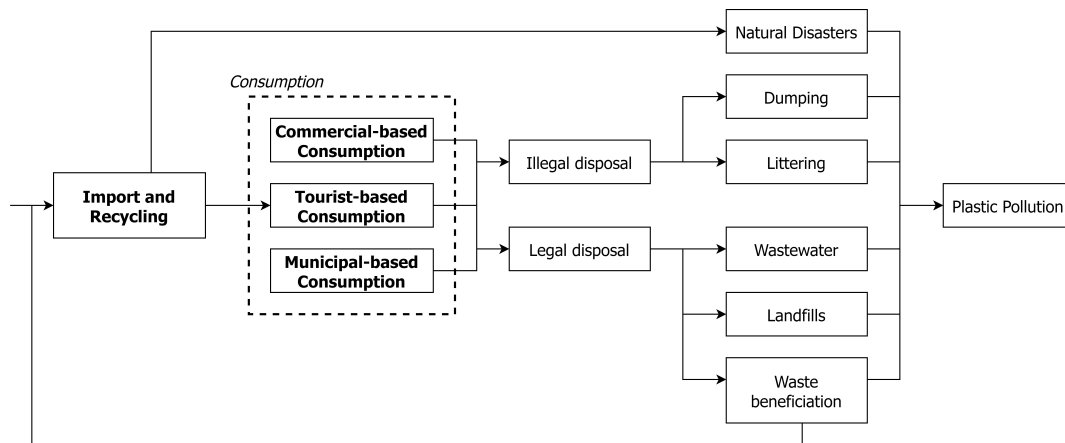 Natural Disasters
Consumption
Dumping
Commercial-based
Consumption
Illegal disposal
Littering
Import and
Recycling
Tourist-based
Consumption
Plastic Pollution
Municipal-based
Consumption
Legal disposal
Wastewater
Landfills
Waste
beneficiation